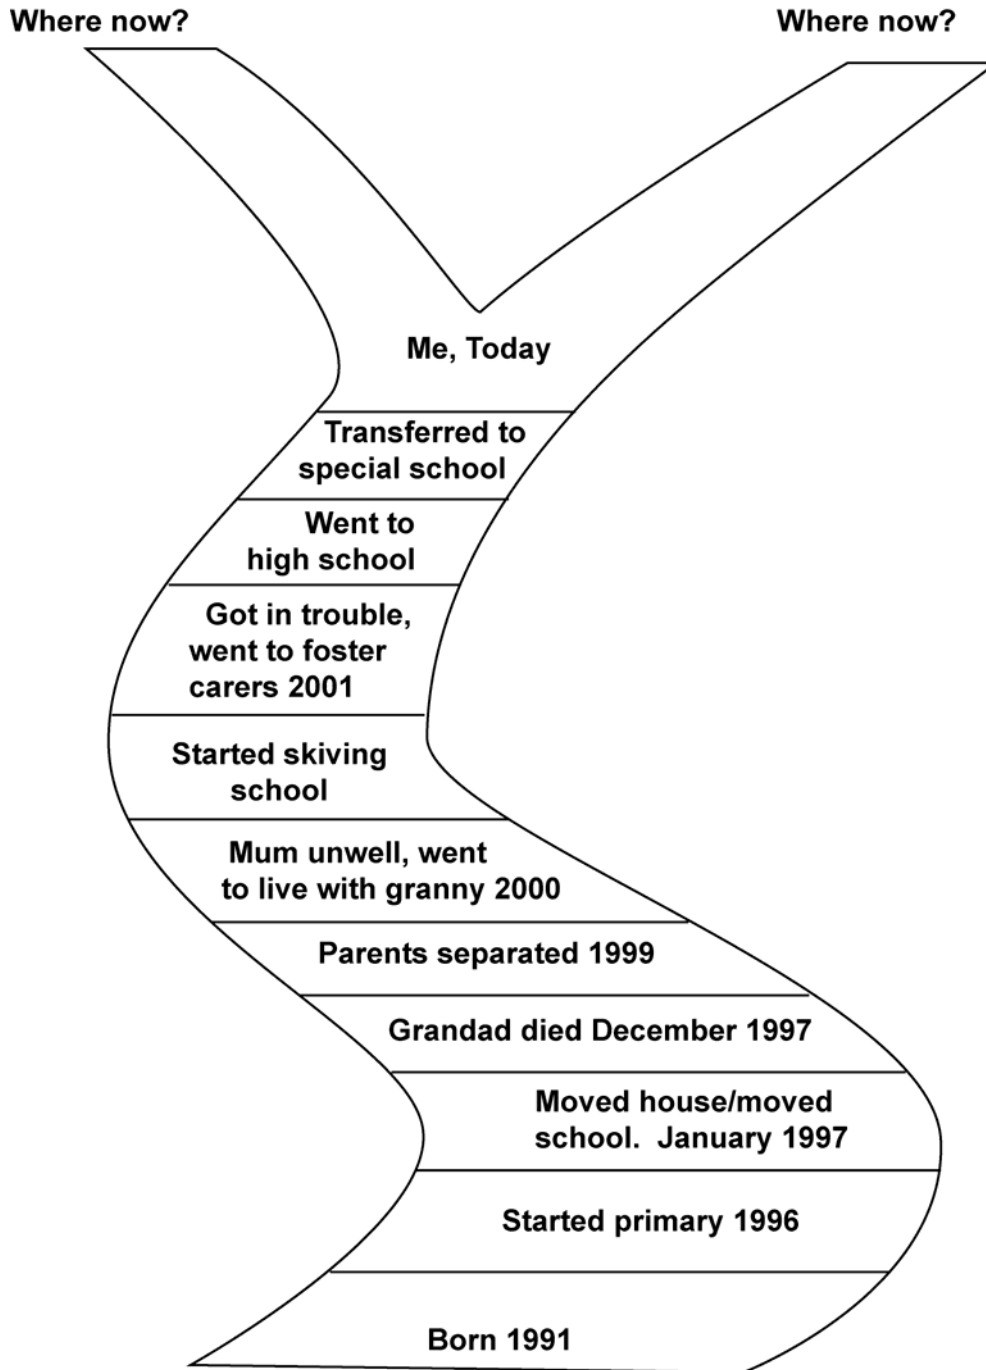 Where now?
Where now?
Me, Today
Transferred to
special school
Went to
high school
Got in trouble,
went to foster
carers 2001
Started skiving
school
Mum unwell, went
to live with granny 2000
Parents separated 1999
Grandad died December 1997
Moved house/moved
school.  January 1997
Started primary 1996
Born 1991